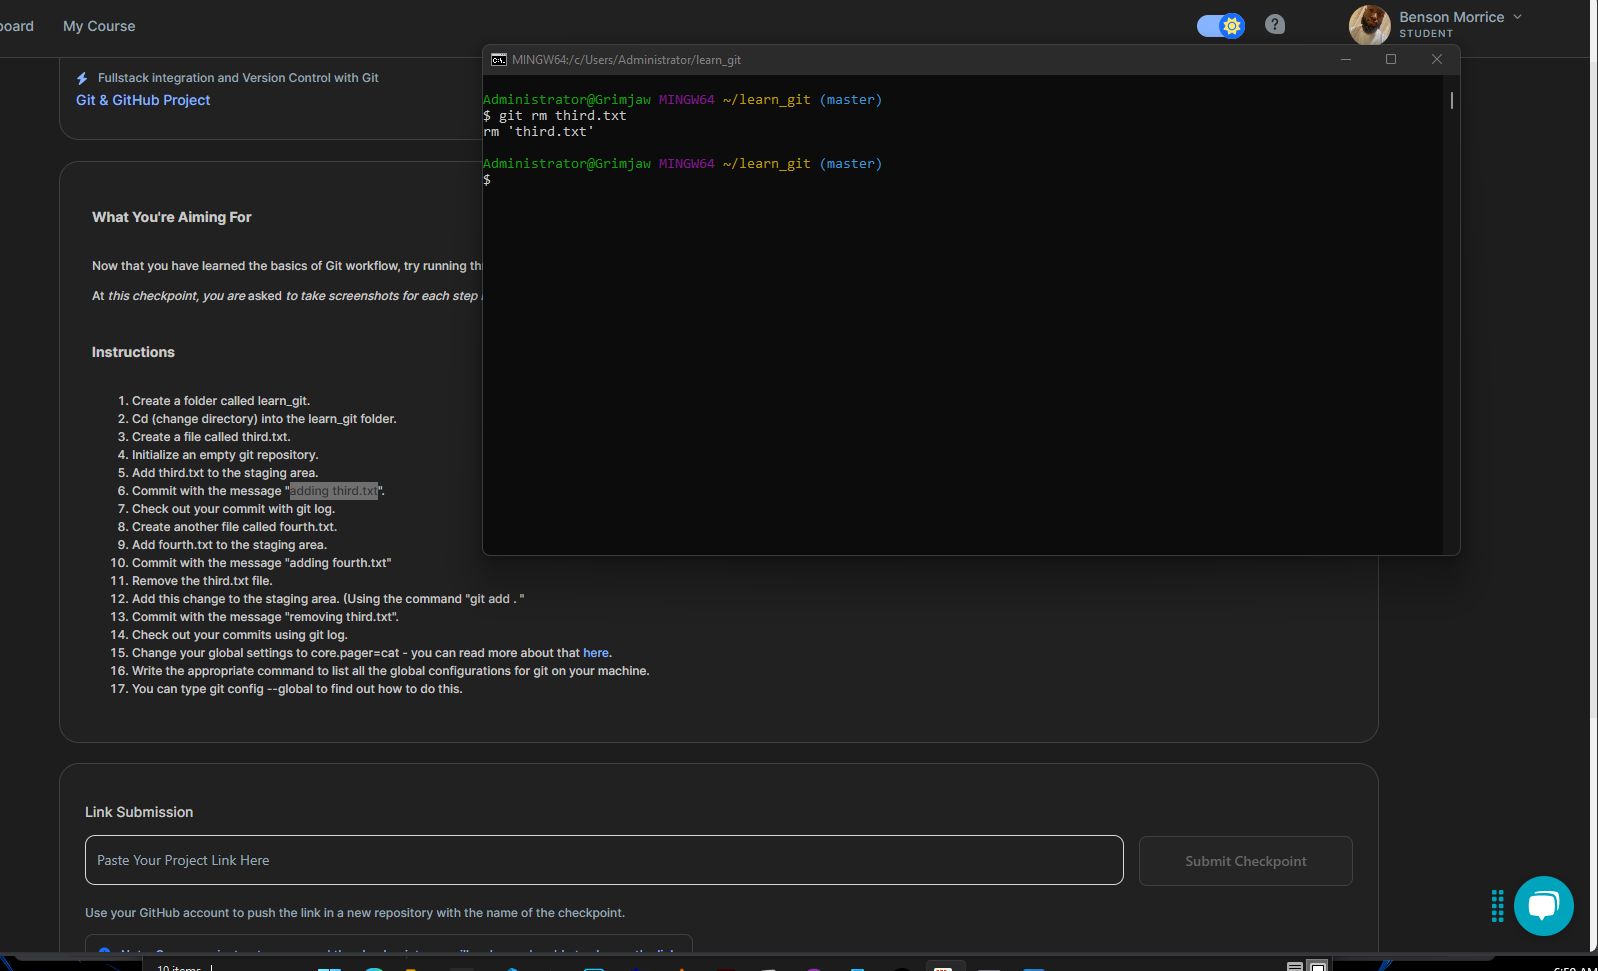 board
My Course
Benson Morrice
STUDENT
Fullstack integration and Version Control with Git
Git & GitHub Project
MINGW64:/c/Users/Administrator/learn_git
Administrator@Grimjaw MINGW64 ~/learn_git (master)
$ git rm third.txt
rm 'third.txt'
Administrator@Grimjaw MINGW64 ~/learn_git (master)
$
What You're Aiming For
Now that you have learned the basics of Git workflow, try running
At this checkpoint, you are asked to take screenshots for each step
Instructions
1. Create a folder called learn_git.
2. Cd (change directory) into the learn_git folder.
3. Create a file called third.txt.
4. Initialize an empty git repository.
5. Add third.txt to the staging area.
6. Commit with the message "adding third.txt".
7. Check out your commit with git log.
8. Create another file called fourth.txt.
9. Add fourth.txt to the staging area.
10. Commit with the message "adding fourth.txt"
11. Remove the third.txt file.
12. Add this change to the staging area. (Using the command "git add . "
13. Commit with the message "removing third.txt".
14. Check out your commits using git log.
15. Change your global settings to core.pager=cat - you can read more about that here.
16. Write the appropriate command to list all the global configurations for git on your machine.
17. You can type git config --global to find out how to do this.
Link Submission
Paste Your Project Link Here
Submit Checkpoint
Use your GitHub account to push the link in a new repository with the name of the checkpoint.
10 items